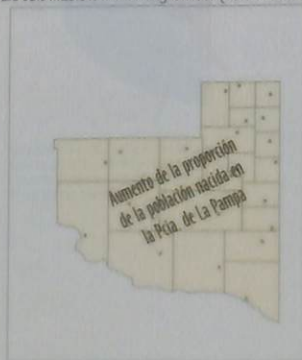 Aumento de la proporción
de la población nacida en
la Pcia. de La Pampa